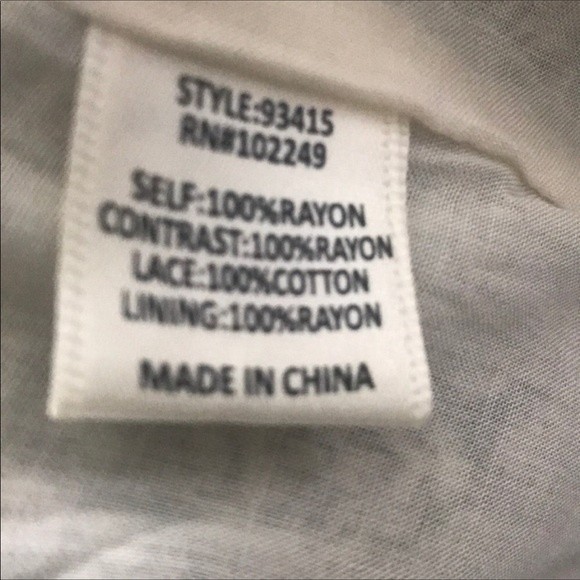 STYLE:93415
RN#102249
SELF:100%RAYON
CONTRAST:100%RAYON
LACE:100%COTTON
LINING:100%RAYON
MADE IN CHINA